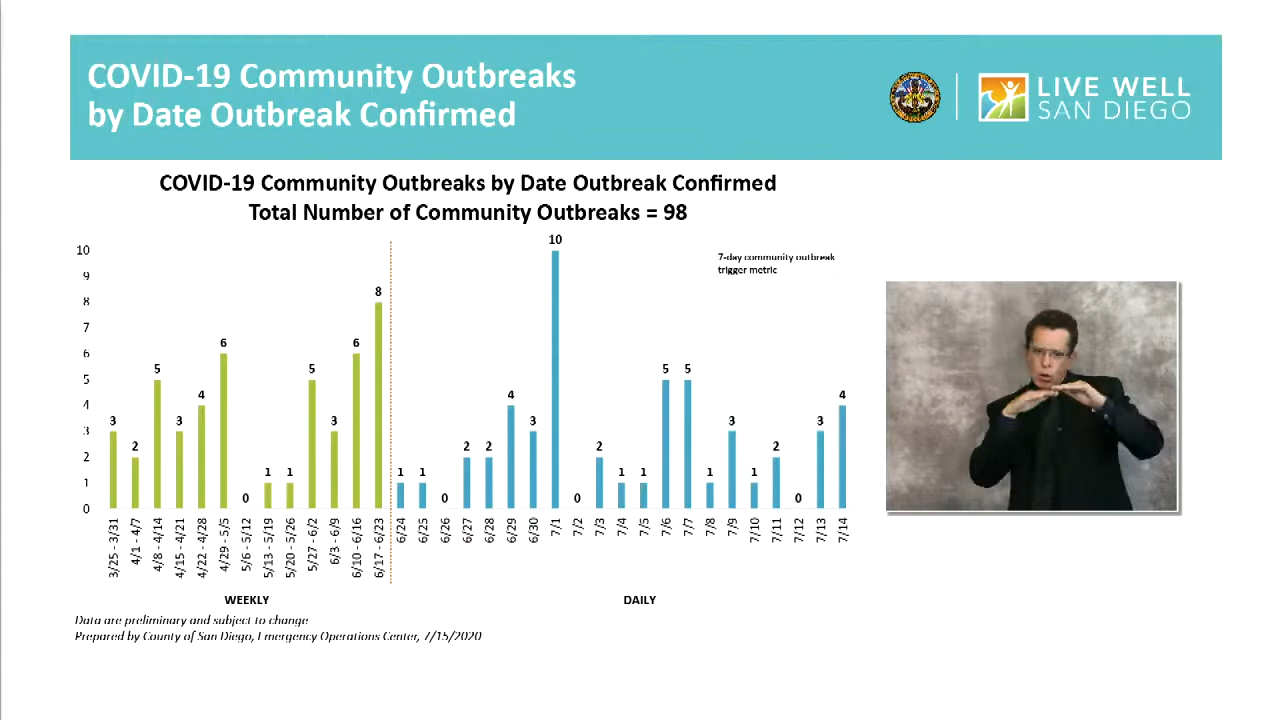 COVID-19 Community Outbreaks
by Date Outbreak Confirmed
LIVE WELL
SAN DIEGO
COVID-19 Community Outbreaks by Date Outbreak Confirmed
Total Number of Community Outbreaks = 98
7-day community outbreak
trigger metric
10
9
8
7
6
5
4
3
2
1
0
3
2
5
3
4
6
0
1
1
5
3
6
8
1
1
0
2
2
4
3
10
0
2
1
1
5
5
1
3
1
2
0
3
4
3/25 - 3/31
4/1 - 4/7
4/8 - 4/14
4/15 - 4/21
4/22 - 4/28
4/29 - 5/5
5/6 - 5/12
5/13 - 5/19
5/20 - 5/26
5/27 - 6/2
6/3 - 6/9
6/10 - 6/16
6/17 - 6/23
6/24
6/25
6/26
6/27
6/28
6/29
6/30
7/1
7/2
7/3
7/4
7/5
7/6
7/7
7/8
7/9
7/10
7/11
7/12
7/13
7/14
WEEKLY
DAILY
Data are preliminary and subject to change
Prepared by County of San Diego, Emergency Operations Center, 7/15/2020